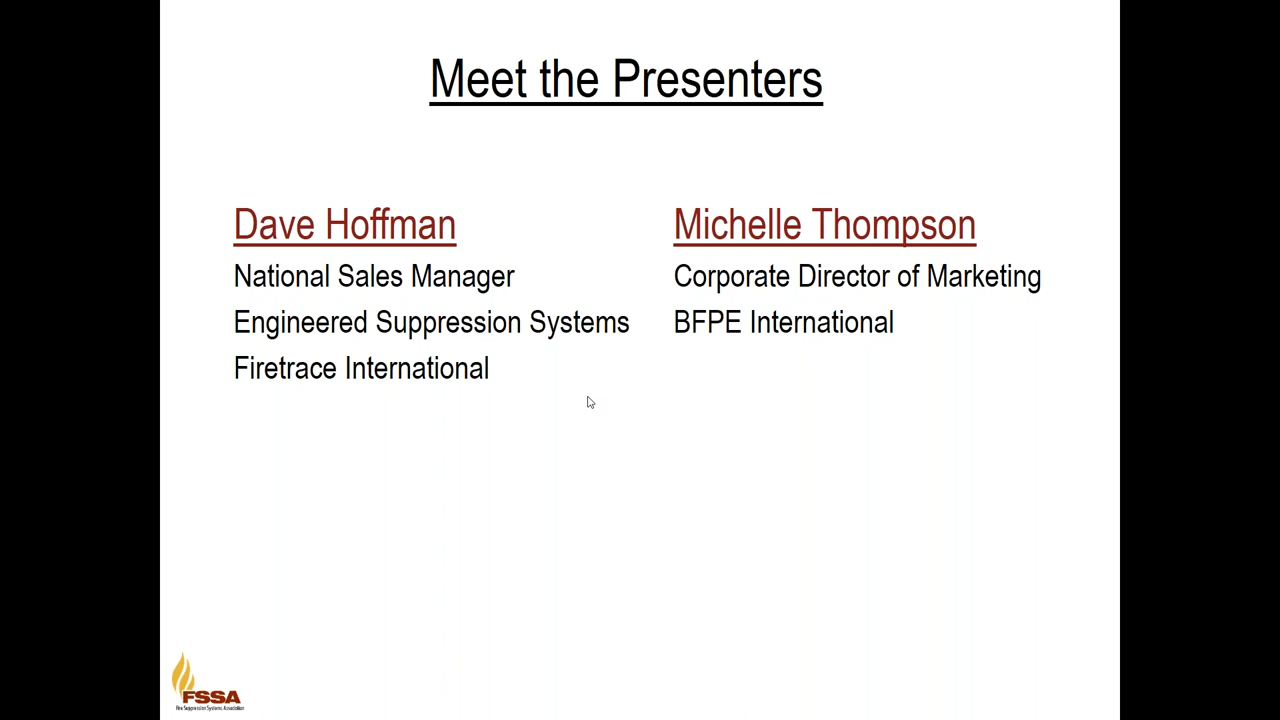 Meet the Presenters
Dave Hoffman
National Sales Manager
Engineered Suppression Systems
Firetrace International
Michelle Thompson
Corporate Director of Marketing
BFPE International
FSSA
Fire Suppression Systems Association